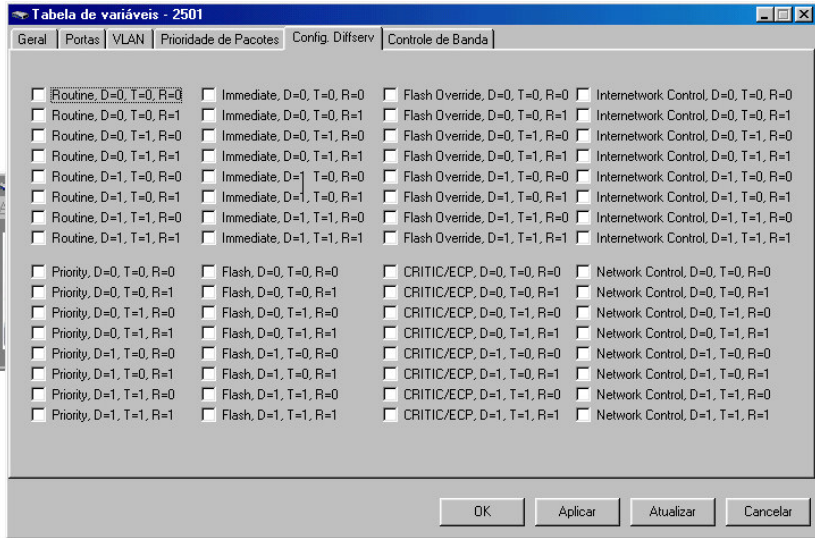 Tabela de variáveis - 2501
Geral Portas VLAN Prioridade de Pacotes Config. Diffserv Controle de Banda
Routine, D=0, T=0, R=0 Immediate, D=0, T=0, R=0 Flash Override, D=0, T=0, R=0 Internetwork Control, D=0, T=0, R=0
Routine, D=0, T=0, R=1 Immediate, D=0, T=0, R=1 Flash Override, D=0, T=0, R=1 Internetwork Control, D=0, T=0, R=1
Routine, D=0, T=1, R=0 Immediate, D=0, T=1, R=0 Flash Override, D=0, T=1, R=0 Internetwork Control, D=0, T=1, R=0
Routine, D=0, T=1, R=1 Immediate, D=0, T=1, R=1 Flash Override, D=0, T=1, R=1 Internetwork Control, D=0, T=1, R=1
Routine, D=1, T=0, R=0 Immediate, D=1 T=0, R=0 Flash Override, D=1, T=0, R=0 Internetwork Control, D=1, T=0, R=0
Routine, D=1, T=0, R=1 Immediate, D=1, T=0, R=1 Flash Override, D=1, T=0, R=1 Internetwork Control, D=1, T=0, R=1
Routine, D=1, T=1, R=0 Immediate, D=1, T=1, R=0 Flash Override, D=1, T=1, R=0 Internetwork Control, D=1, T=1, R=0
Routine, D=1, T=1, R=1 Immediate, D=1, T=1, R=1 Flash Override, D=1, T=1, R=1 Internetwork Control, D=1, T=1, R=1
Priority, D=0, T=0, R=0 Flash, D=0, T=0, R=0 CRITIC/ECP, D=0, T=0, R=0 Network Control, D=0, T=0, R=0
Priority, D=0, T=0, R=1 Flash, D=0, T=0, R=1 CRITIC/ECP, D=0, T=0, R=1 Network Control, D=0, T=0, R=1
Priority, D=0, T=1, R=0 Flash, D=0, T=1, R=0 CRITIC/ECP, D=0, T=1, R=0 Network Control, D=0, T=1, R=0
Priority, D=0, T=1, R=1 Flash, D=0, T=1, R=1 CRITIC/ECP, D=0, T=1, R=1 Network Control, D=0, T=1, R=1
Priority, D=1, T=0, R=0 Flash, D=1, T=0, R=0 CRITIC/ECP, D=1, T=0, R=0 Network Control, D=1, T=0, R=0
Priority, D=1, T=0, R=1 Flash, D=1, T=0, R=1 CRITIC/ECP, D=1, T=0, R=1 Network Control, D=1, T=0, R=1
Priority, D=1, T=1, R=0 Flash, D=1, T=1, R=0 CRITIC/ECP, D=1, T=1, R=0 Network Control, D=1, T=1, R=0
Priority, D=1, T=1, R=1 Flash, D=1, T=1, R=1 CRITIC/ECP, D=1, T=1, R=1 Network Control, D=1, T=1, R=1
OK Aplicar Atualizar Cancelar